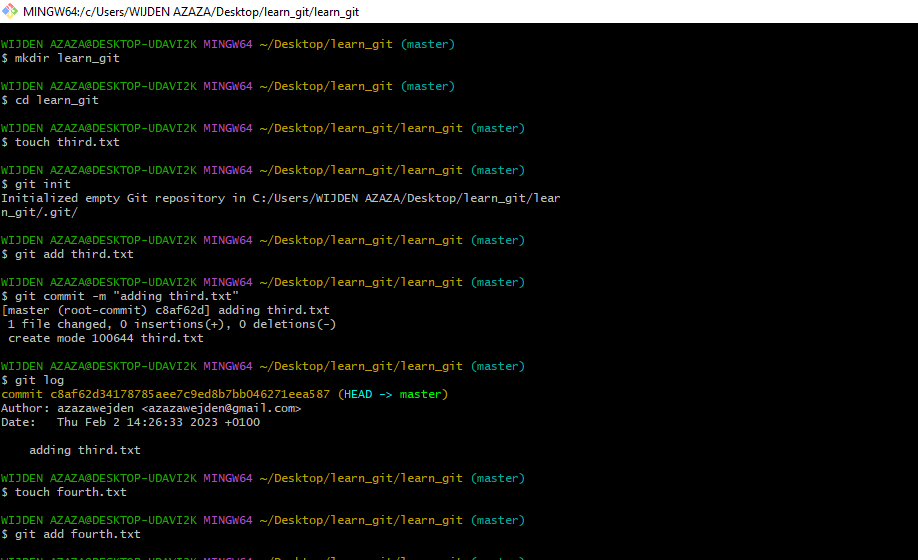 MINGW64:/c/Users/WIJDEN AZAZA/Desktop/learn_git/learn_git
WIJDEN AZAZA@DESKTOP-UDAVI2K MINGW64 ~/Desktop/learn_git (master)
$ mkdir learn_git
WIJDEN AZAZA@DESKTOP-UDAVI2K MINGW64 ~/Desktop/learn_git (master)
$ cd learn_git
WIJDEN AZAZA@DESKTOP-UDAVI2K MINGW64 ~/Desktop/learn_git/learn_git (master)
$ touch third.txt
WIJDEN AZAZA@DESKTOP-UDAVI2K MINGW64 ~/Desktop/learn_git/learn_git (master)
$ git init
Initialized empty Git repository in C:/Users/WIJDEN AZAZA/Desktop/learn_git/lear
n_git/.git/
WIJDEN AZAZA@DESKTOP-UDAVI2K MINGW64 ~/Desktop/learn_git/learn_git (master)
$ git add third.txt
WIJDEN AZAZA@DESKTOP-UDAVI2K MINGW64 ~/Desktop/learn_git/learn_git (master)
$ git commit -m "adding third.txt"
[master (root-commit) c8af62d] adding third.txt
1 file changed, 0 insertions(+), 0 deletions(-)
create mode 100644 third.txt
WIJDEN AZAZA@DESKTOP-UDAVI2K MINGW64 ~/Desktop/learn_git/learn_git (master)
$ git log
commit c8af62d34178785aee7c9ed8b7bb046271eea587 (HEAD -> master)
Author: azazawejden <azazawejden@gmail.com>
Date:   Thu Feb 2 14:26:33 2023 +0100
adding third.txt
WIJDEN AZAZA@DESKTOP-UDAVI2K MINGW64 ~/Desktop/learn_git/learn_git (master)
$ touch fourth.txt
WIJDEN AZAZA@DESKTOP-UDAVI2K MINGW64 ~/Desktop/learn_git/learn_git (master)
$ git add fourth.txt